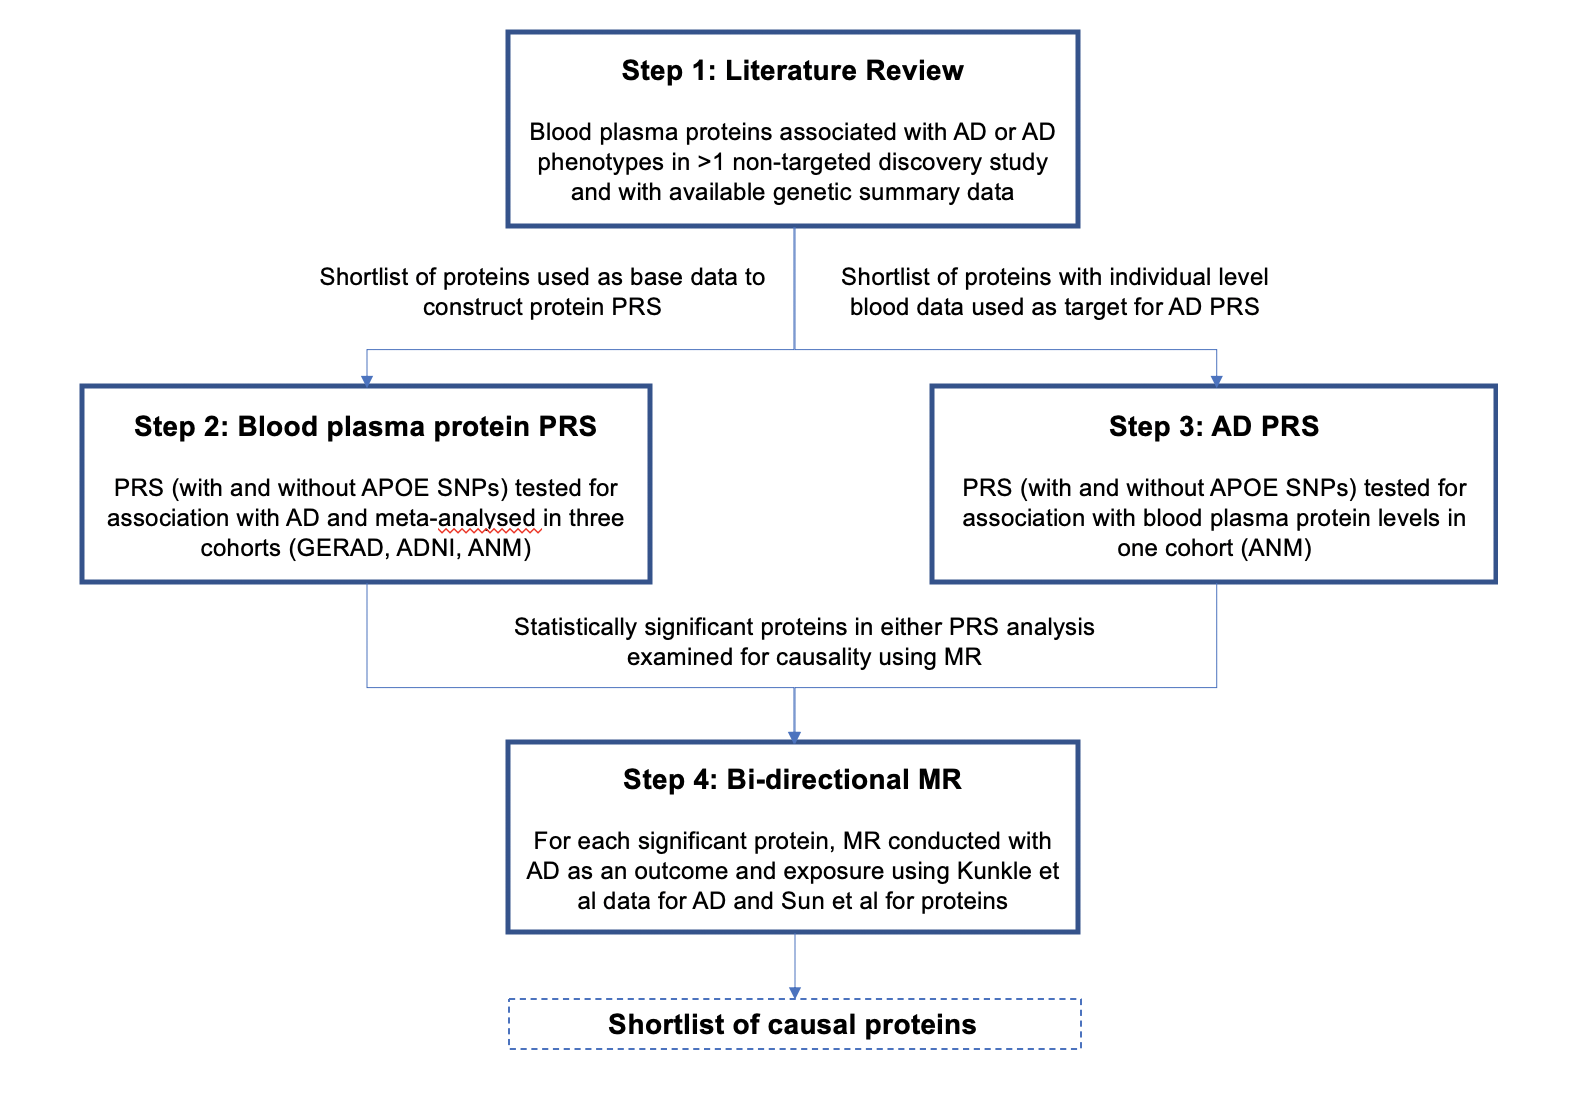 Step 1: Literature Review
Blood plasma proteins associated with AD or AD
phenotypes in >1 non-targeted discovery study
and with available genetic summary data
Shortlist of proteins used as base data to
construct protein PRS
Shortlist of proteins with individual level
blood data used as target for AD PRS
Step 2: Blood plasma protein PRS
PRS (with and without APOE SNPs) tested for
association with AD and meta-analysed in three
cohorts (GERAD, ADNI, ANM)
Step 3: AD PRS
PRS (with and without APOE SNPs) tested for
association with blood plasma protein levels in
one cohort (ANM)
Statistically significant proteins in either PRS analysis
examined for causality using MR
Step 4: Bi-directional MR
For each significant protein, MR conducted with
AD as an outcome and exposure using Kunkle et
al data for AD and Sun et al for proteins
Shortlist of causal proteins